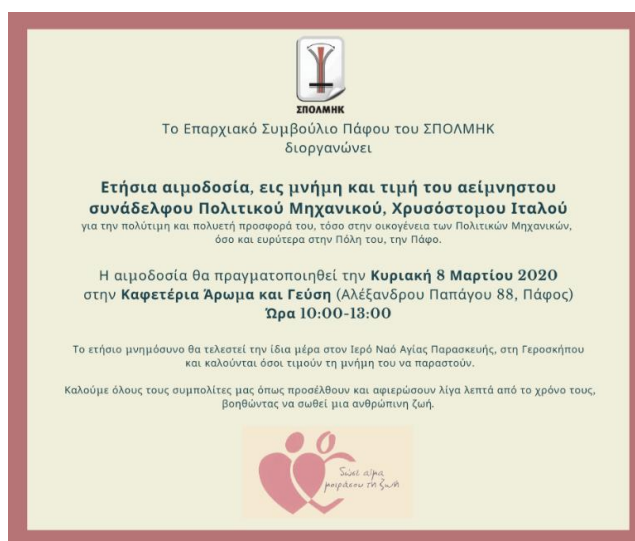 ΣΠΟΛΜΗΚ
Το Επαρχιακό Συμβούλιο Πάφου του ΣΠΟΛΜΗΚ
διοργανώνει
Ετήσια αιμοδοσία, εις μνήμη και τιμή του αείμνηστου
συνάδελφου Πολιτικού Μηχανικού, Χρυσόστομου Ιταλού
για την πολύτιμη και πολυετή προσφορά του, τόσο στην οικογένεια των Πολιτικών Μηχανικών,
όσο και ευρύτερα στην Πόλη του, την Πάφο.
Η αιμοδοσία θα πραγματοποιηθεί την Κυριακή 8 Μαρτίου 2020
στην Καφετέρια Άρωμα και Γεύση (Αλέξανδρου Παπάγου 88, Πάφος)
Ώρα 10:00-13:00
Το ετήσιο μνημόσυνο θα τελεστεί την ίδια μέρα στον Ιερό Ναό Αγίας Παρασκευής, στη Γεροσκήπου
και καλούνται όσοι τιμούν τη μνήμη του να παραστούν.
Καλούμε όλους τους συμπολίτες μας όπως προσέλθουν και αφιερώσουν λίγα λεπτά από το χρόνο τους,
βοηθώντας να σωθεί μια ανθρώπινη ζωή.
δώσε αίμα
μοιράσου τη ζωή